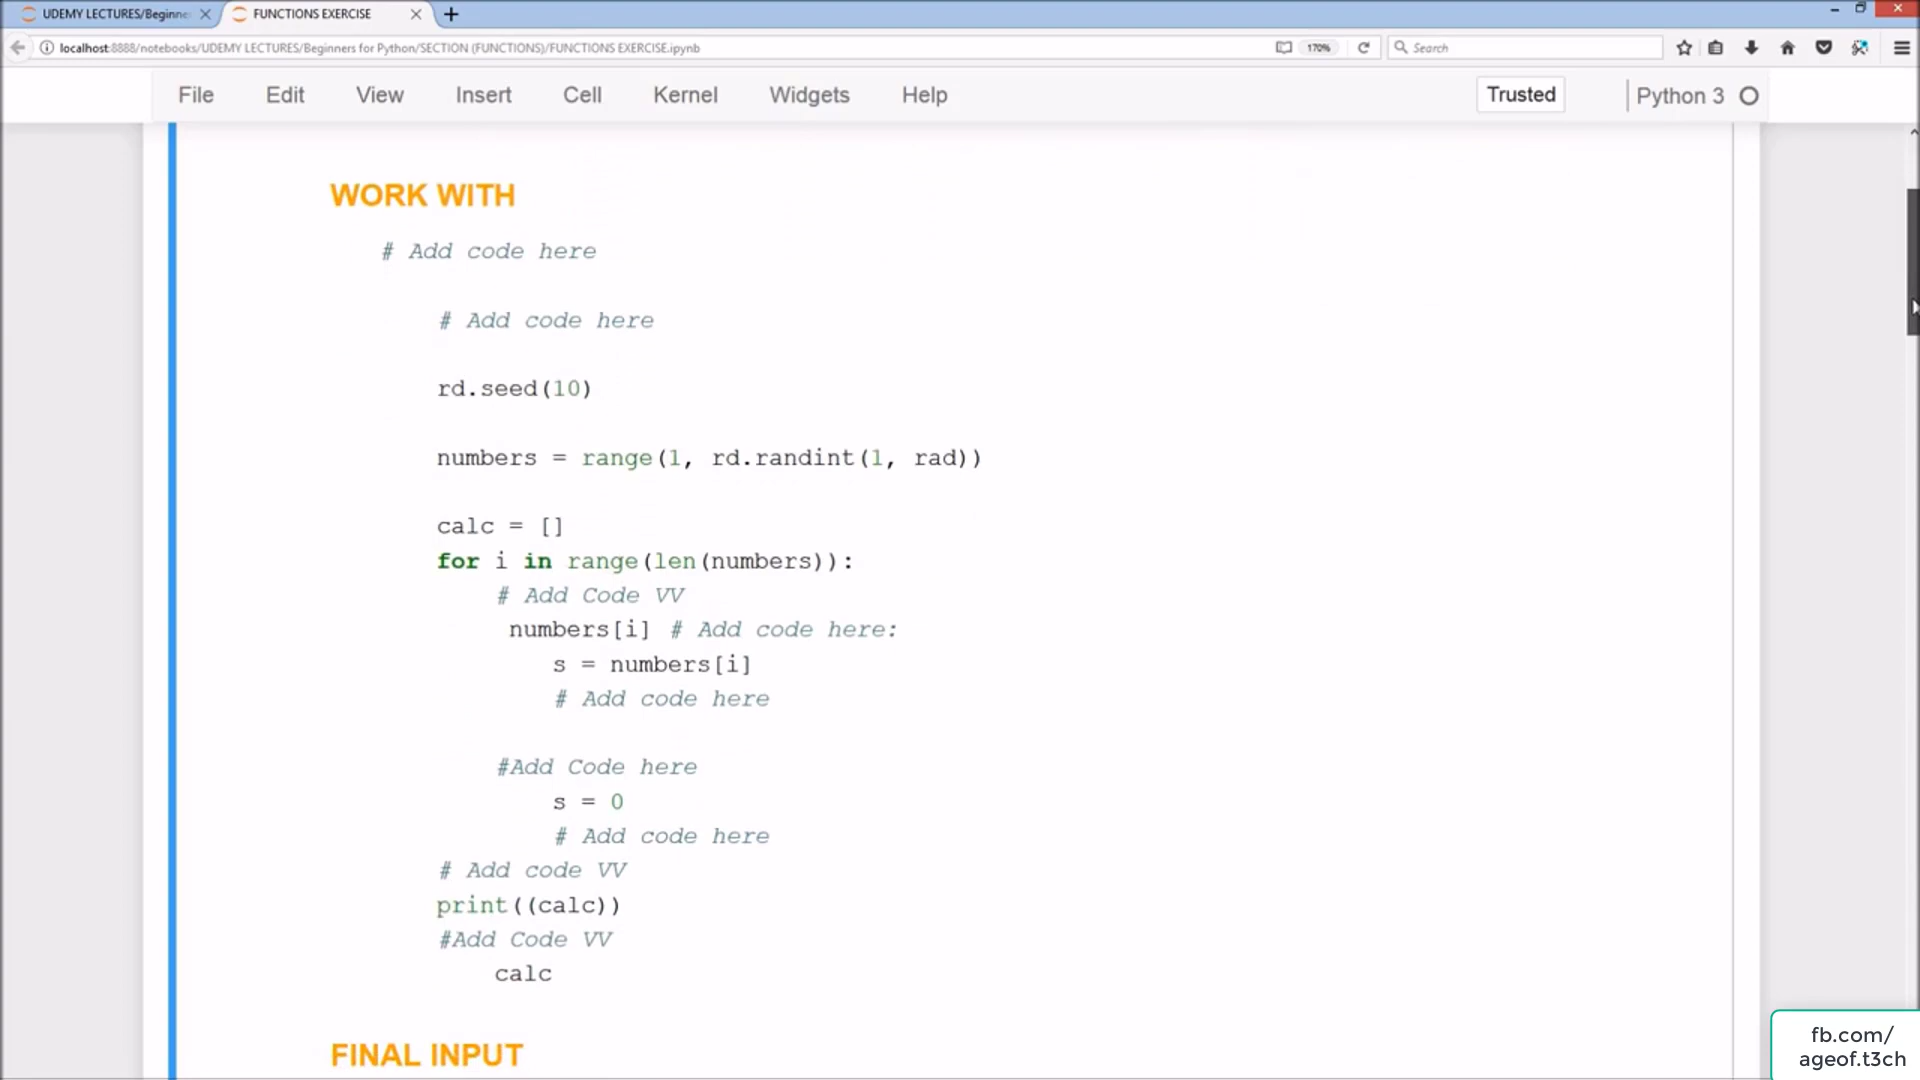 UDEMY LECTURES/Beginne
FUNCTIONS EXERCISE
localhost:8888/notebooks/UDEMY LECTURES/Beginners for Python/SECTION (FUNCTIONS)/FUNCTIONS EXERCISE.ipynb
170%
Search
File Edit View Insert Cell Kernel Widgets Help
Trusted
Python 3
WORK WITH
# Add code here
# Add code here
rd.seed(10)
numbers = range(1, rd.randint(1, rad))
calc = []
for i in range(len(numbers)):
# Add Code VV
numbers[i] # Add code here:
s = numbers[i]
# Add code here
#Add Code here
s = 0
# Add code here
# Add code VV
print((calc))
#Add Code VV
calc
FINAL INPUT
fb.com/
ageof.t3ch